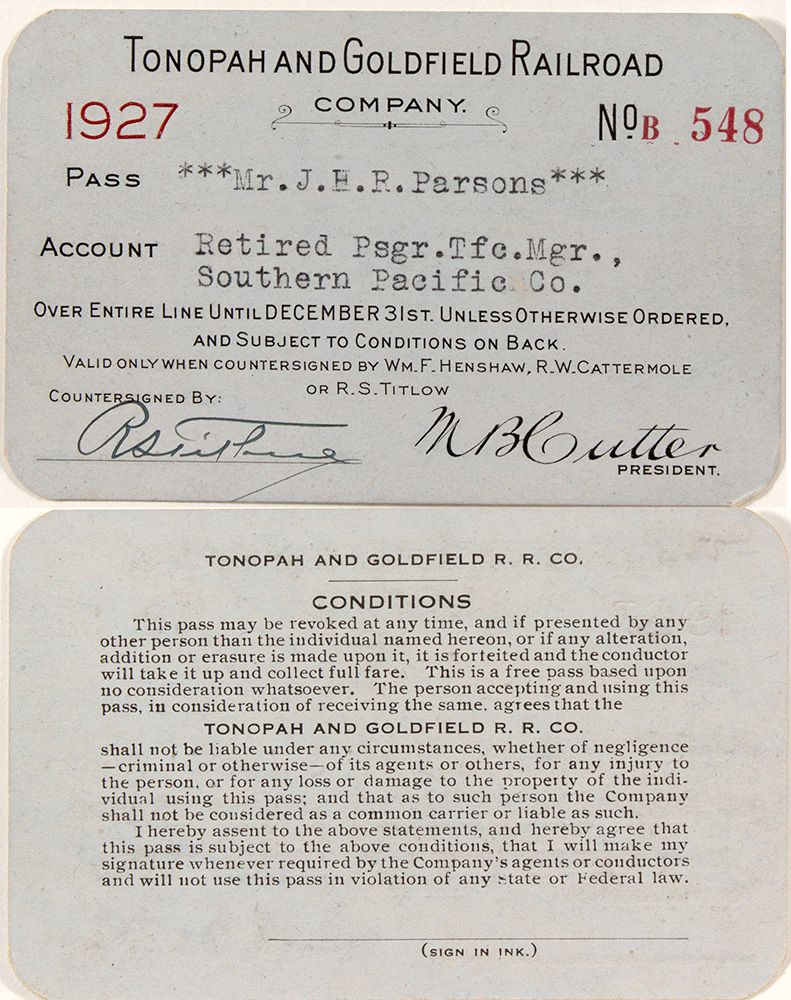 TONOPAH AND GOLDFIELD RAILROAD
COMPANY.
1927
No B 548
PASS ***Mr.J.H.R.Parsons***
ACCOUNT Retired Psgr.Tfc.Mgr.,
Southern Pacific Co.
OVER ENTIRE LINE UNTIL DECEMBER 31ST. UNLESS OTHERWISE ORDERED,
AND SUBJECT TO CONDITIONS ON BACK.
VALID ONLY WHEN COUNTERSIGNED BY WM.F.HENSHAW, R.W.CATTERMOLE
OR R.S.TITLOW
COUNTERSIGNED BY:
RSTitlow
MBCutter
PRESIDENT.
TONOPAH AND GOLDFIELD R. R. CO.
CONDITIONS
This pass may be revoked at any time, and if presented by any
other person than the individual named hereon, or if any alteration,
addition or erasure is made upon it, it is forfeited and the conductor
will take it up and collect full fare. This is a free pass based upon
no consideration whatsoever. The person accepting and using this
pass, in consideration of receiving the same, agrees that the
TONOPAH AND GOLDFIELD R. R. CO.
shall not be liable under any circumstances, whether of negligence
—criminal or otherwise—of its agents or others, for any injury to
the person, or for any loss or damage to the property of the indi-
vidual using this pass; and that as to such person the Company
shall not be considered as a common carrier or liable as such.
I hereby assent to the above statements, and hereby agree that
this pass is subject to the above conditions, that I will make my
signature whenever required by the Company's agents or conductors
and will not use this pass in violation of any State or Federal law.
(SIGN IN INK.)